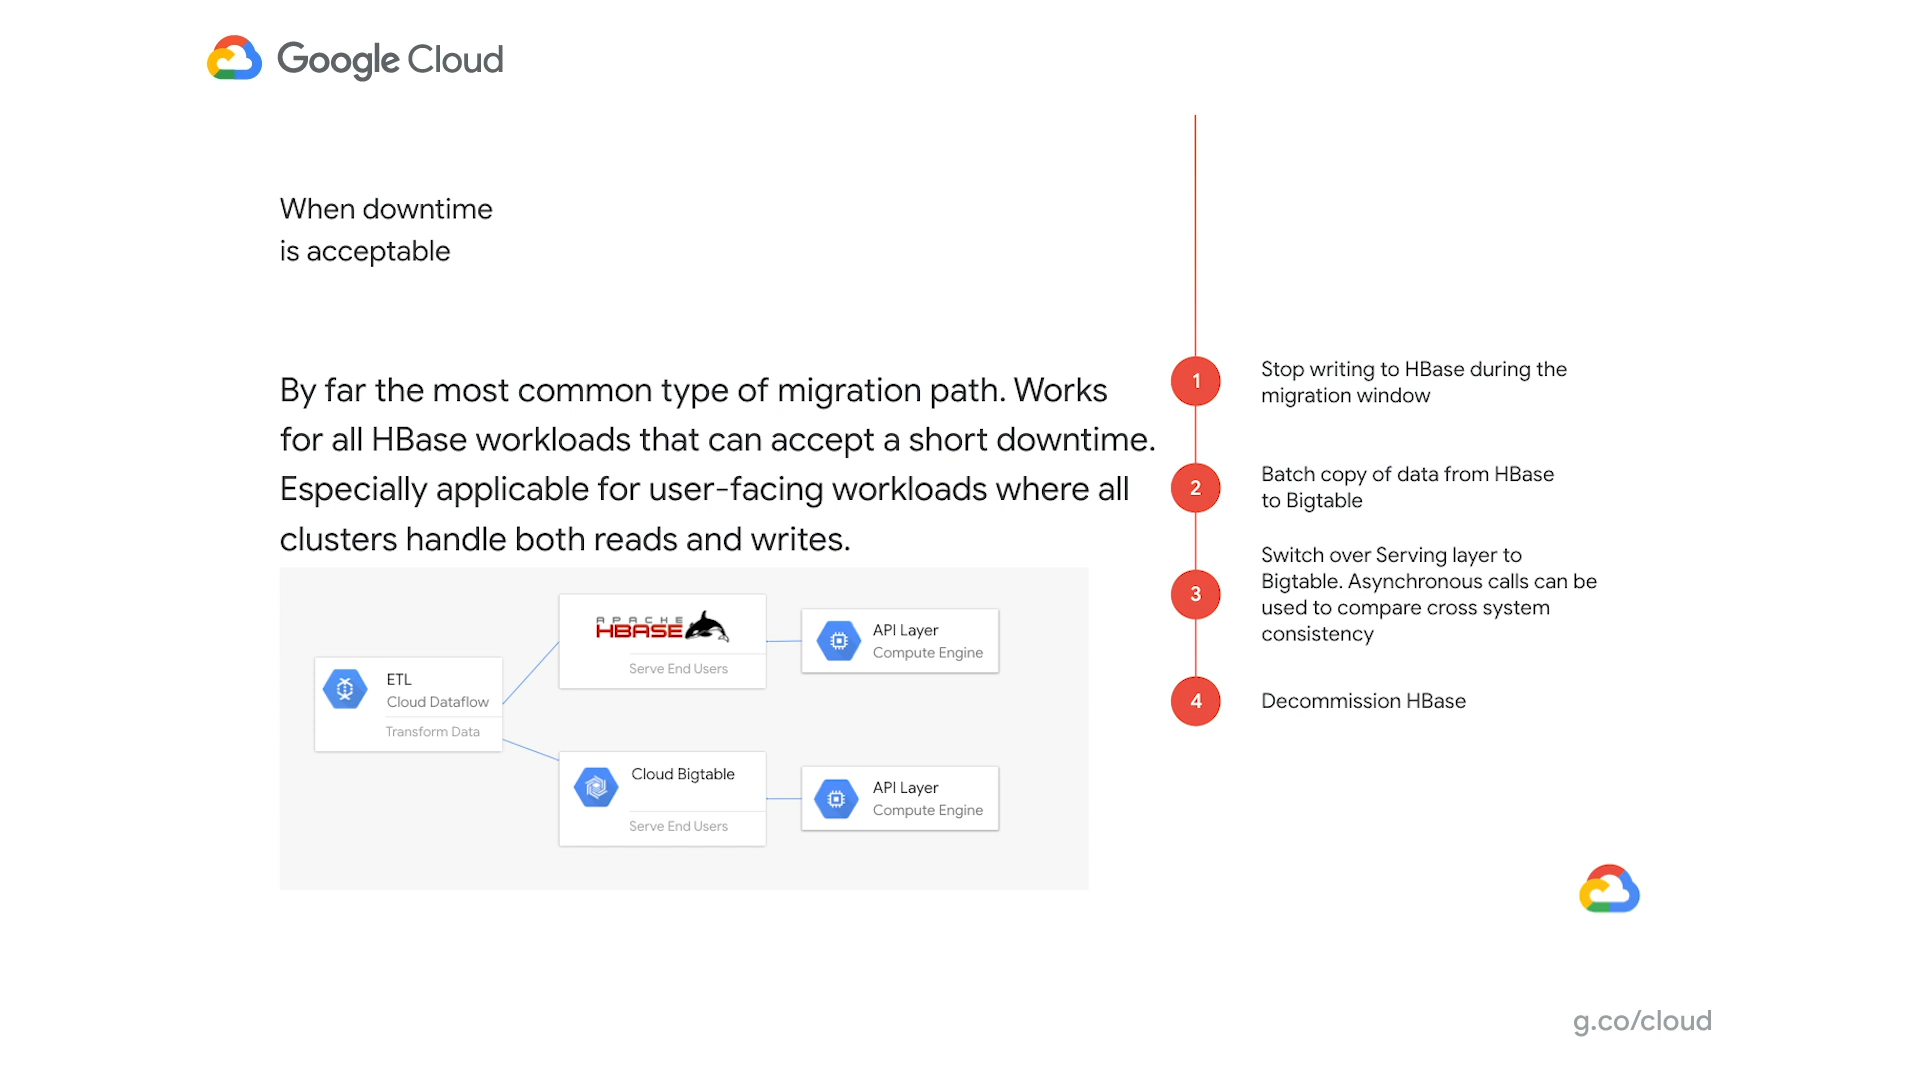 Google Cloud
When downtime
is acceptable
By far the most common type of migration path. Works
for all HBase workloads that can accept a short downtime.
Especially applicable for user-facing workloads where all
clusters handle both reads and writes.
ETL
Cloud Dataflow
Transform Data
APACHE
HBASE
Serve End Users
API Layer
Compute Engine
Cloud Bigtable
Serve End Users
API Layer
Compute Engine
1
Stop writing to HBase during the
migration window
2
Batch copy of data from HBase
to Bigtable
3
Switch over Serving layer to
Bigtable. Asynchronous calls can be
used to compare cross system
consistency
4
Decommission HBase
g.co/cloud